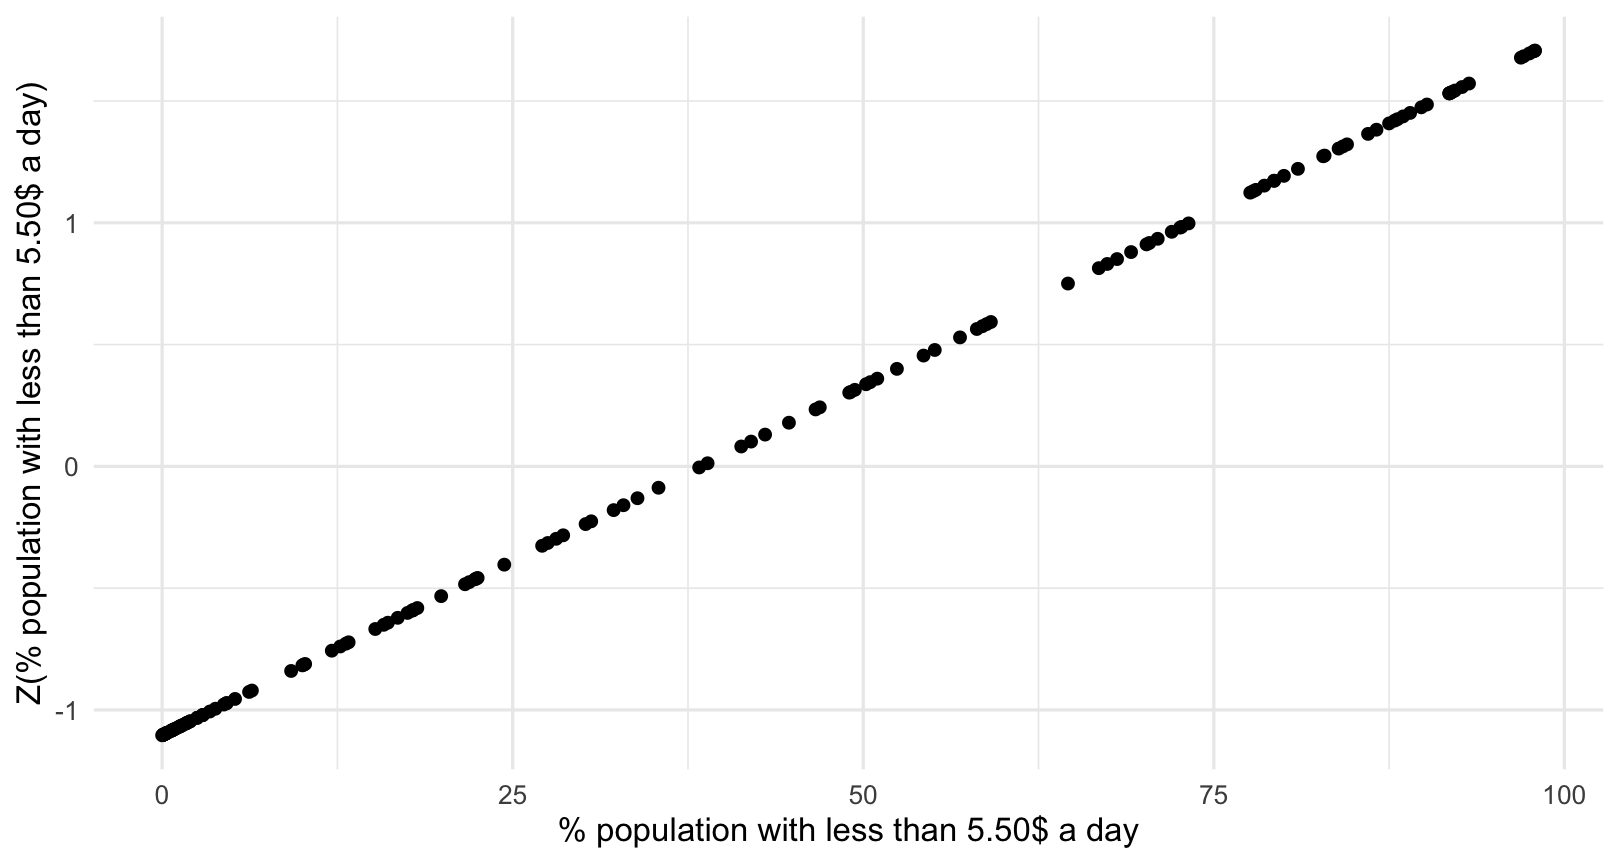 Z(% population with less than 5.50$ a day)
1
0
-1
0 25 50 75 100
% population with less than 5.50$ a day